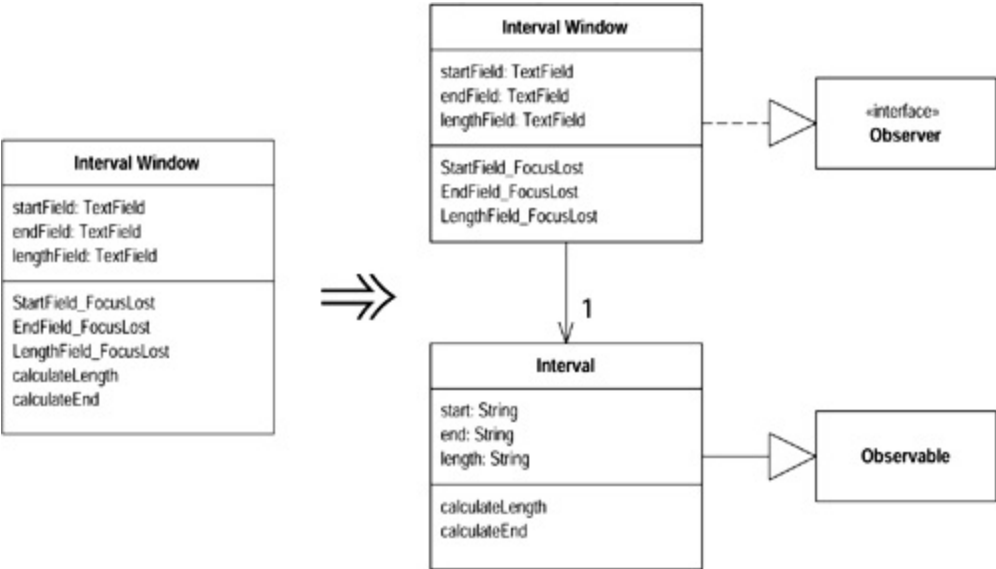 Interval Window
startField: TextField
endField: TextField
lengthField: TextField
StartField_FocusLost
EndField_FocusLost
LengthField_FocusLost
calculateLength
calculateEnd
Interval Window
startField: TextField
endField: TextField
lengthField: TextField
StartField_FocusLost
EndField_FocusLost
LengthField_FocusLost
«interface»
Observer
1
Interval
start: String
end: String
length: String
calculateLength
calculateEnd
Observable